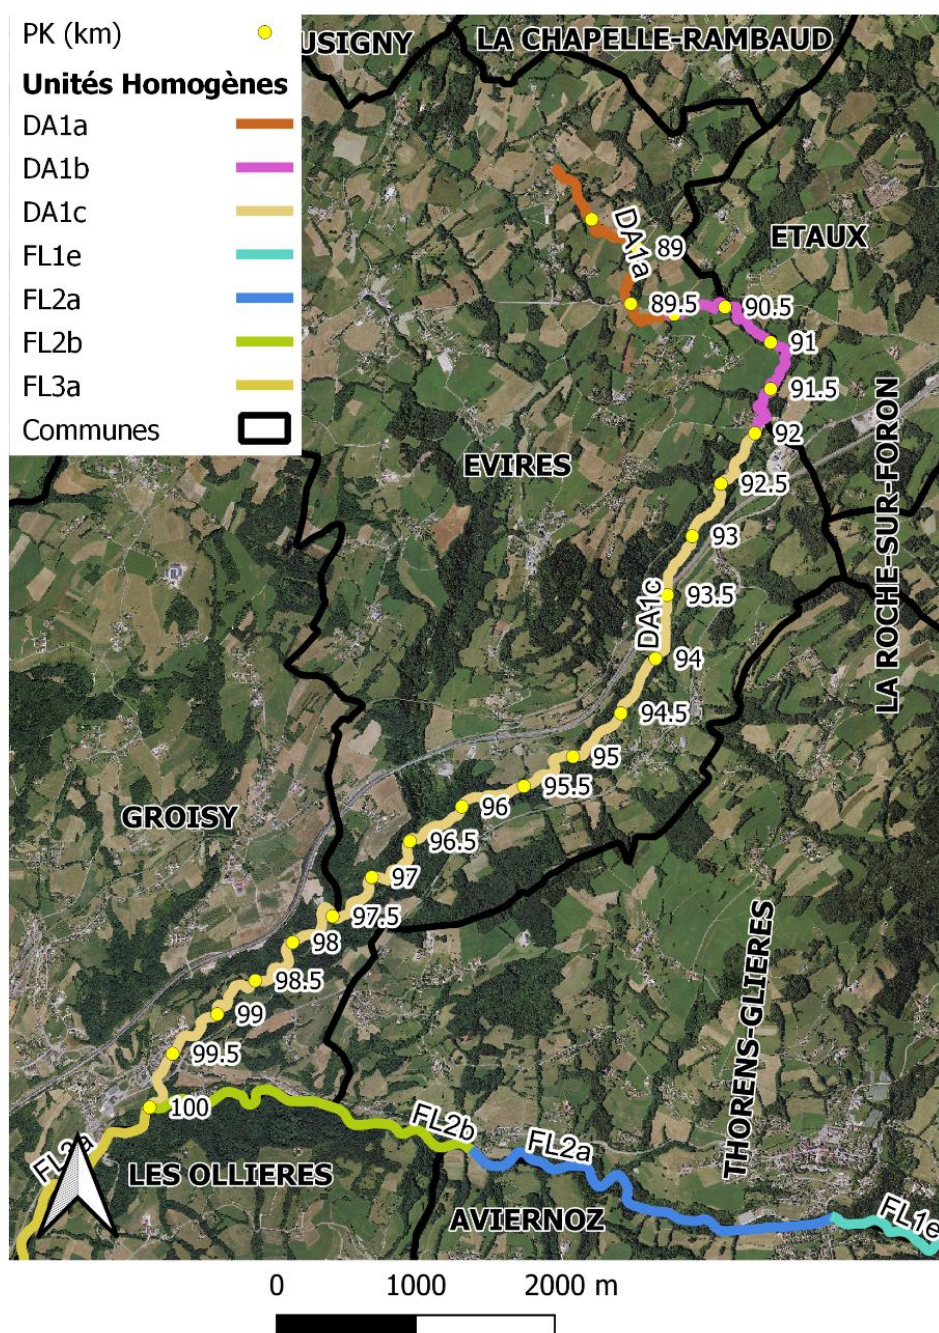 PK (km)
USIGNY
LA CHAPELLE-RAMBAUD
Unités Homogènes
DA1a
DA1b
DA1c
FL1e
FL2a
FL2b
FL3a
Communes
ETAUX
DA1a
89
89.5
90.5
91
91.5
92
EVIRES
92.5
LA ROCHE-SUR-FORON
93
93.5
DA1c
94
94.5
95
95.5
96
GROISY
96.5
97
97.5
98
98.5
99
THORENS-GLIERES
99.5
100
FL2b
FL2a
LES OLLIERES
AVIERNOZ
FL1e
0 1000 2000 m